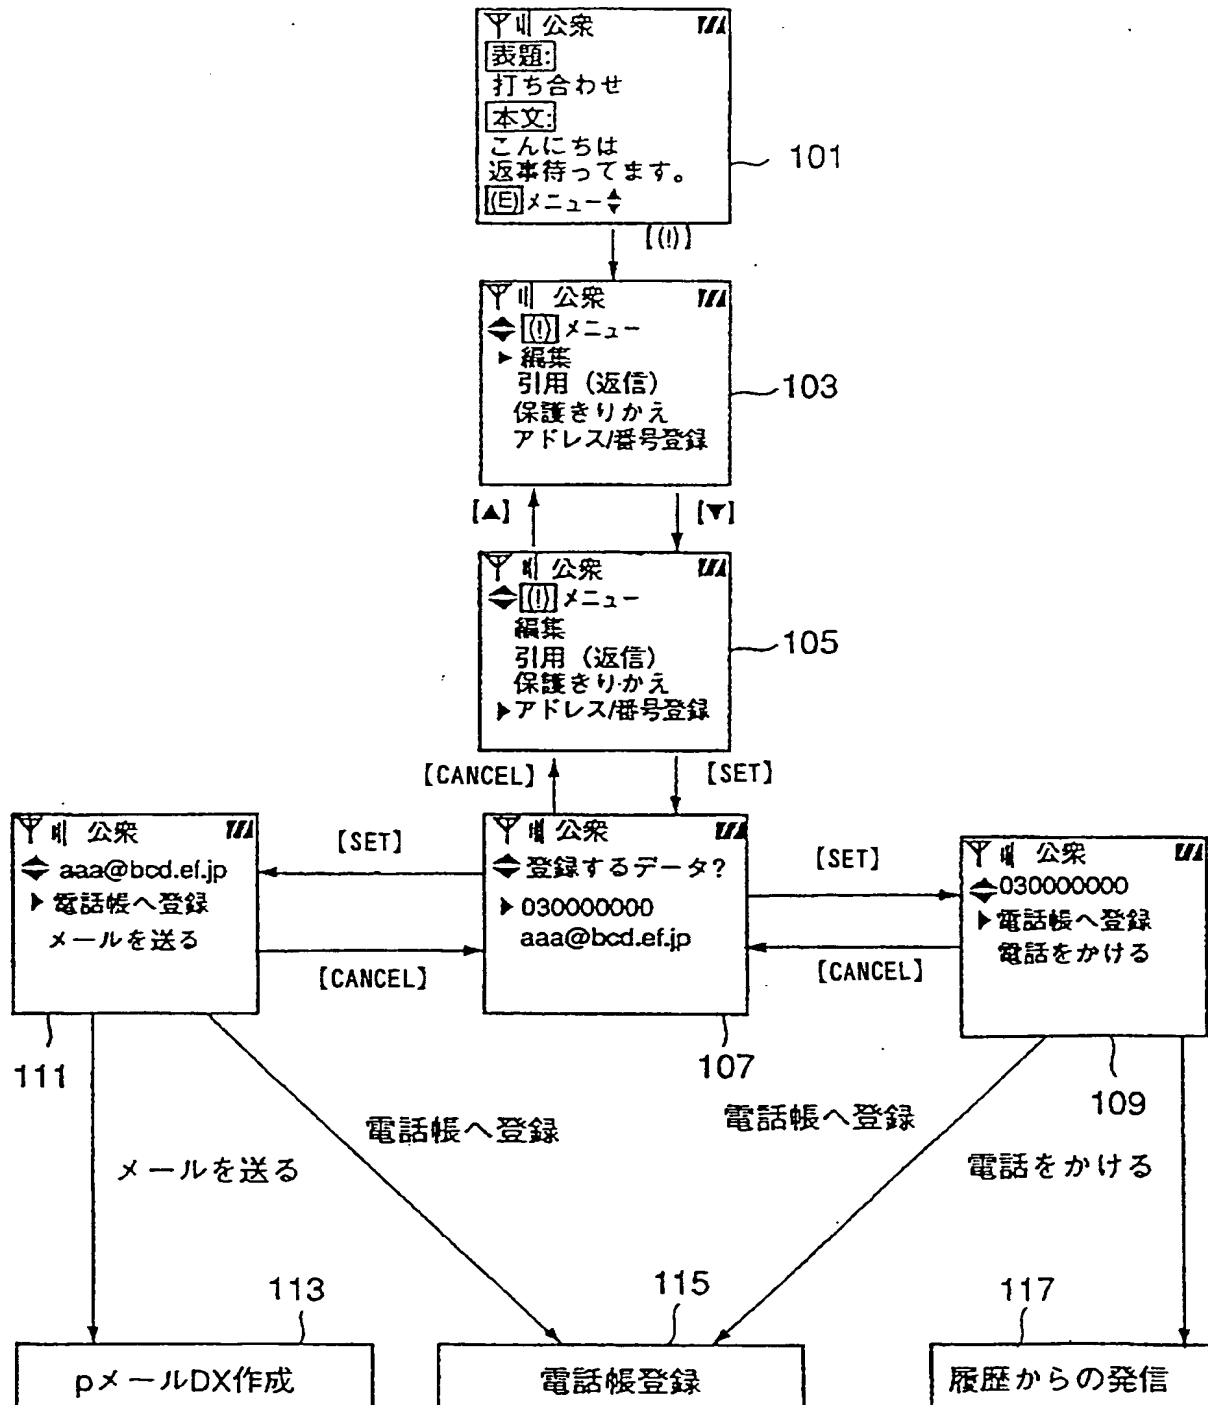 公衆
表題:
打ち合わせ
本文:
こんにちは
返事待ってます。
(E)メニュー
101
【(!)】
公衆
(!)メニュー
編集
引用（返信）
保護きりかえ
アドレス/番号登録
103
【▲】
【▼】
公衆
(!)メニュー
編集
引用（返信）
保護きりかえ
アドレス/番号登録
105
【CANCEL】
【SET】
公衆
aaa@bcd.ef.jp
電話帳へ登録
メールを送る
111
【SET】
【CANCEL】
公衆
登録するデータ?
030000000
aaa@bcd.ef.jp
107
【SET】
【CANCEL】
公衆
030000000
電話帳へ登録
電話をかける
109
メールを送る
電話帳へ登録
電話帳へ登録
電話をかける
113
pメールDX作成
115
電話帳登録
117
履歴からの発信